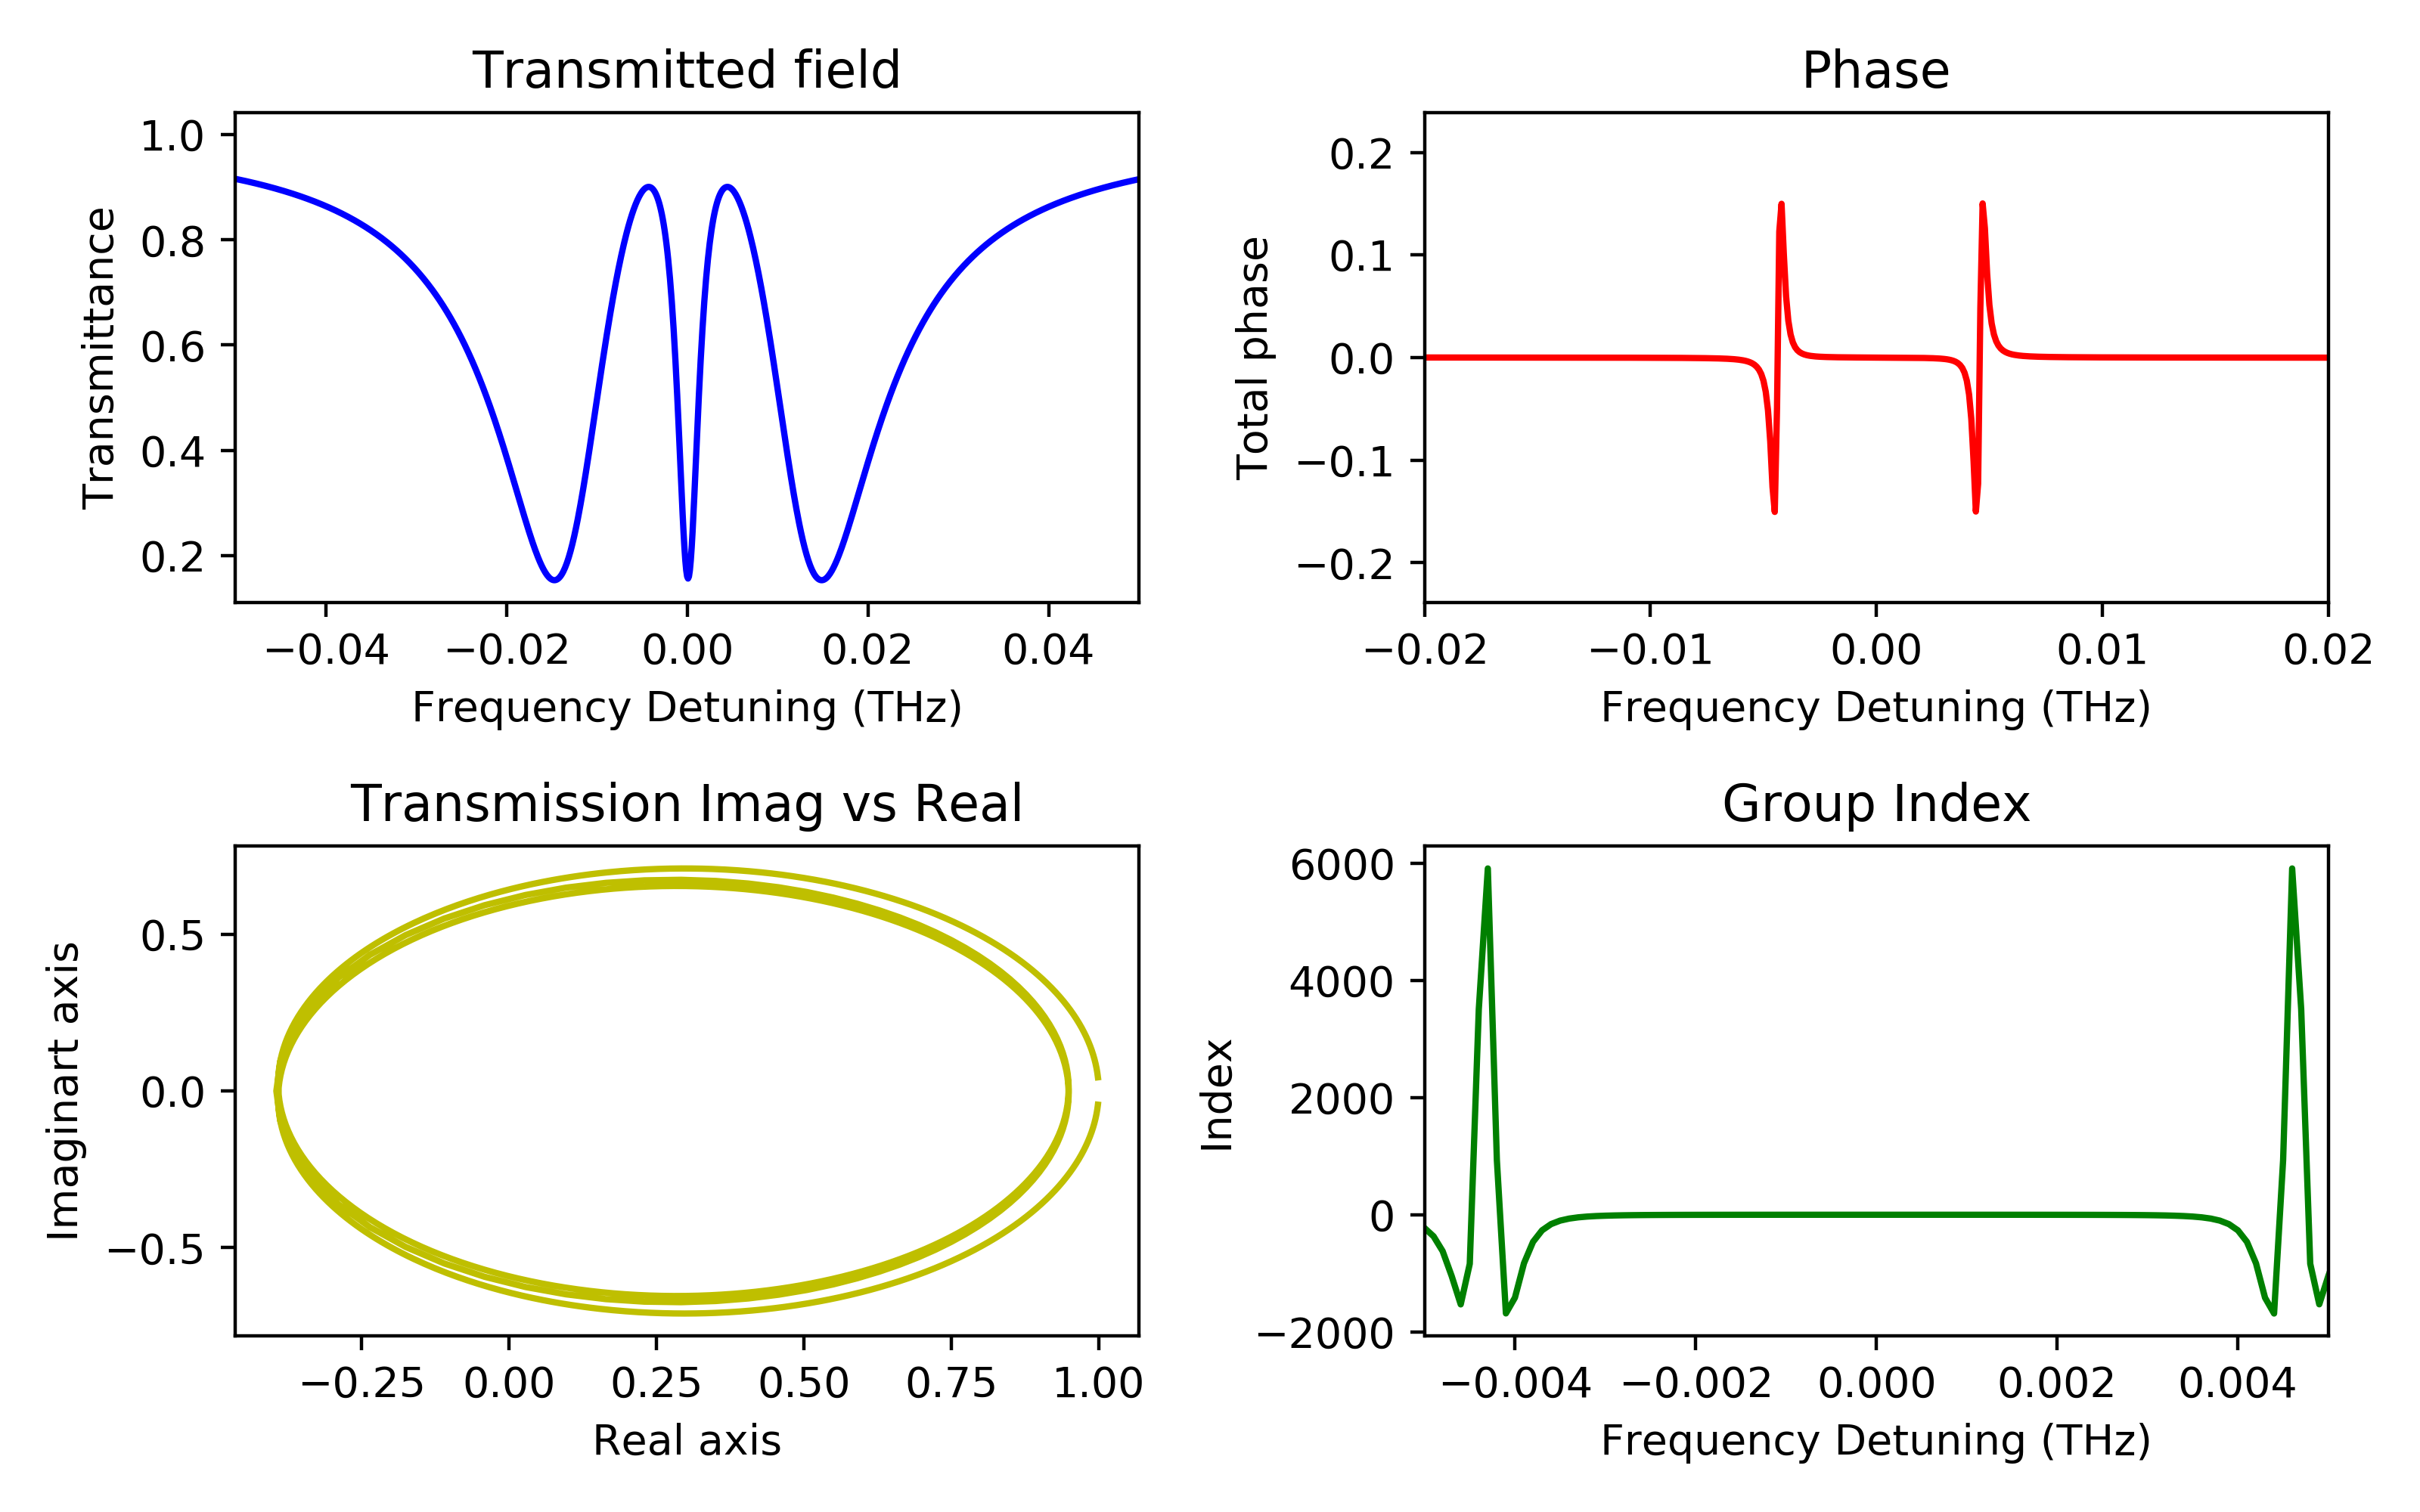 Transmitted field
1.0
0.8
0.6
0.4
0.2
Transmittance
−0.04 −0.02 0.00 0.02 0.04
Frequency Detuning (THz)
Phase
0.2
0.1
0.0
−0.1
−0.2
Total phase
−0.02 −0.01 0.00 0.01 0.02
Frequency Detuning (THz)
Transmission Imag vs Real
0.5
0.0
−0.5
Imaginart axis
−0.25 0.00 0.25 0.50 0.75 1.00
Real axis
Group Index
6000
4000
2000
0
−2000
Index
−0.004 −0.002 0.000 0.002 0.004
Frequency Detuning (THz)